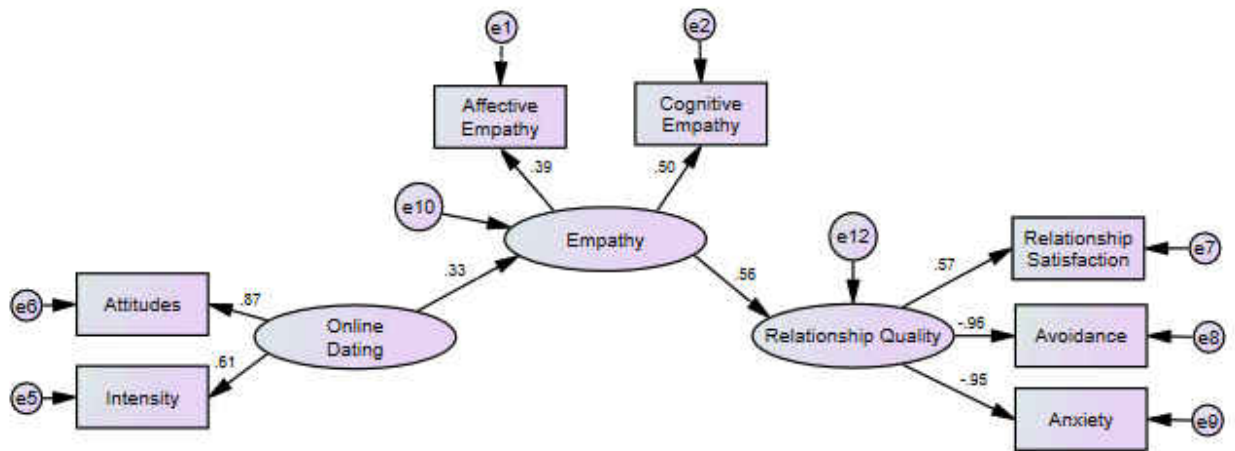 e1
e2
Affective
Empathy
Cognitive
Empathy
.39
.50
e10
Empathy
e12
Relationship
Satisfaction
e7
.33
.56
.57
e6
Attitudes
.87
Online
Dating
Relationship Quality
-.96
Avoidance
e8
.61
e5
Intensity
-.95
Anxiety
e9